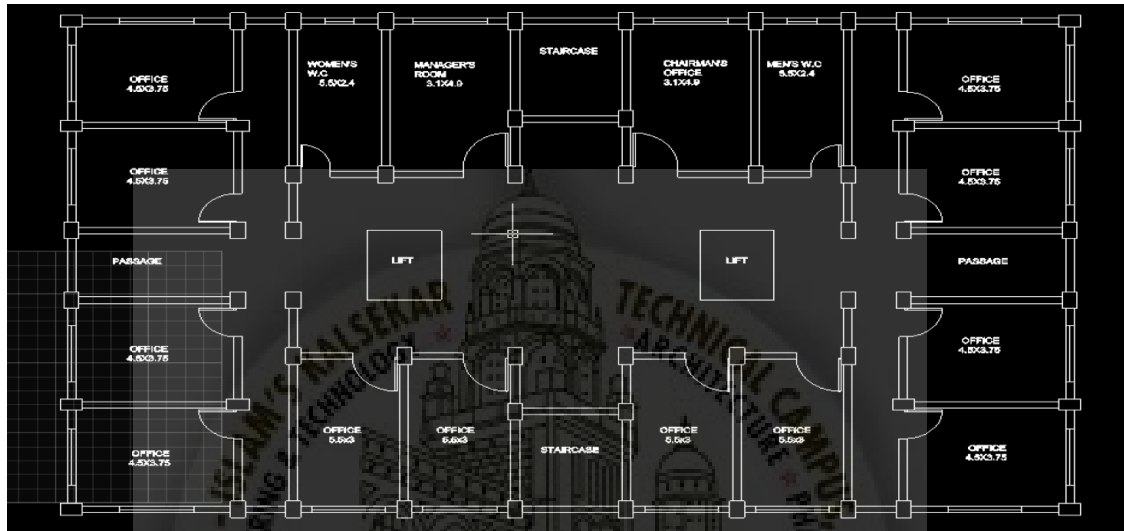 STAIRCASE
WOMEN'S
W.C
5.5X2.4
MANAGER'S
ROOM
3.1X4.9
CHAIRMAN'S
OFFICE
3.1X4.9
MEN'S W.C
5.5X2.4
OFFICE
4.5X3.75
OFFICE
4.5X3.75
OFFICE
4.5X3.75
OFFICE
4.5X3.75
PASSAGE
LIFT
LIFT
PASSAGE
OFFICE
4.5X3.75
OFFICE
4.5X3.75
OFFICE
5.5x3
OFFICE
5.5x3
STAIRCASE
OFFICE
5.5x3
OFFICE
5.5x3
OFFICE
4.5X3.75
OFFICE
4.5X3.75
ISLAM'S KALSEKAR
TECHNICAL CAMPUS
& TECHNOLOGY
ARCHITECTURE